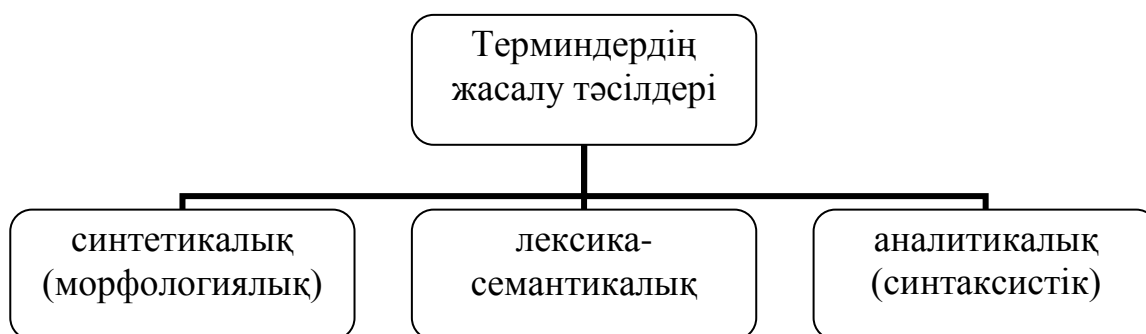 Терминдердің
жасалу тәсілдері
синтетикалық
(морфологиялық)
лексика-
семантикалық
аналитикалық
(синтаксистік)